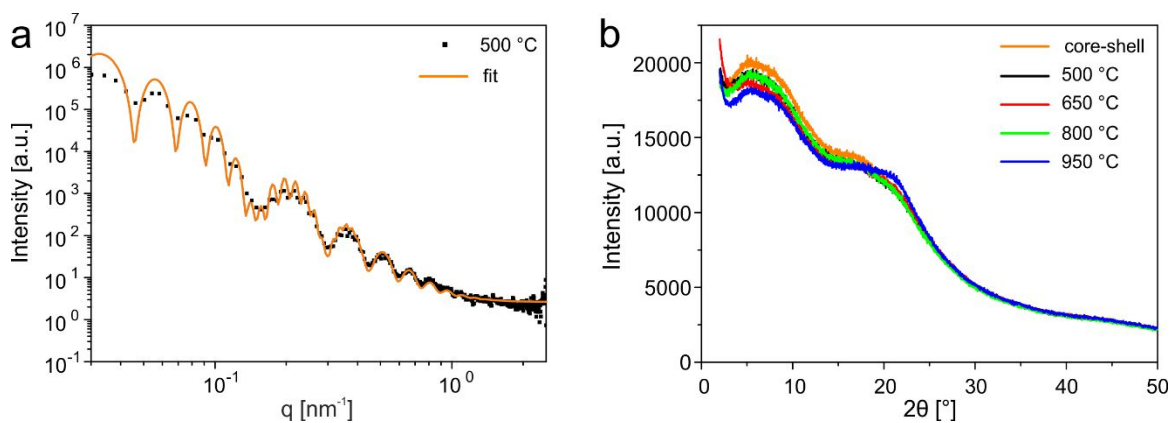 a
500 °C
fit
10^7
10^6
10^5
10^4
10^3
10^2
10^1
10^0
10^-1
Intensity [a.u.]
10^-1
10^0
q [nm^-1]
b
core-shell
500 °C
650 °C
800 °C
950 °C
20000
15000
10000
5000
0
Intensity [a.u.]
0
10
20
30
40
50
2θ [°]